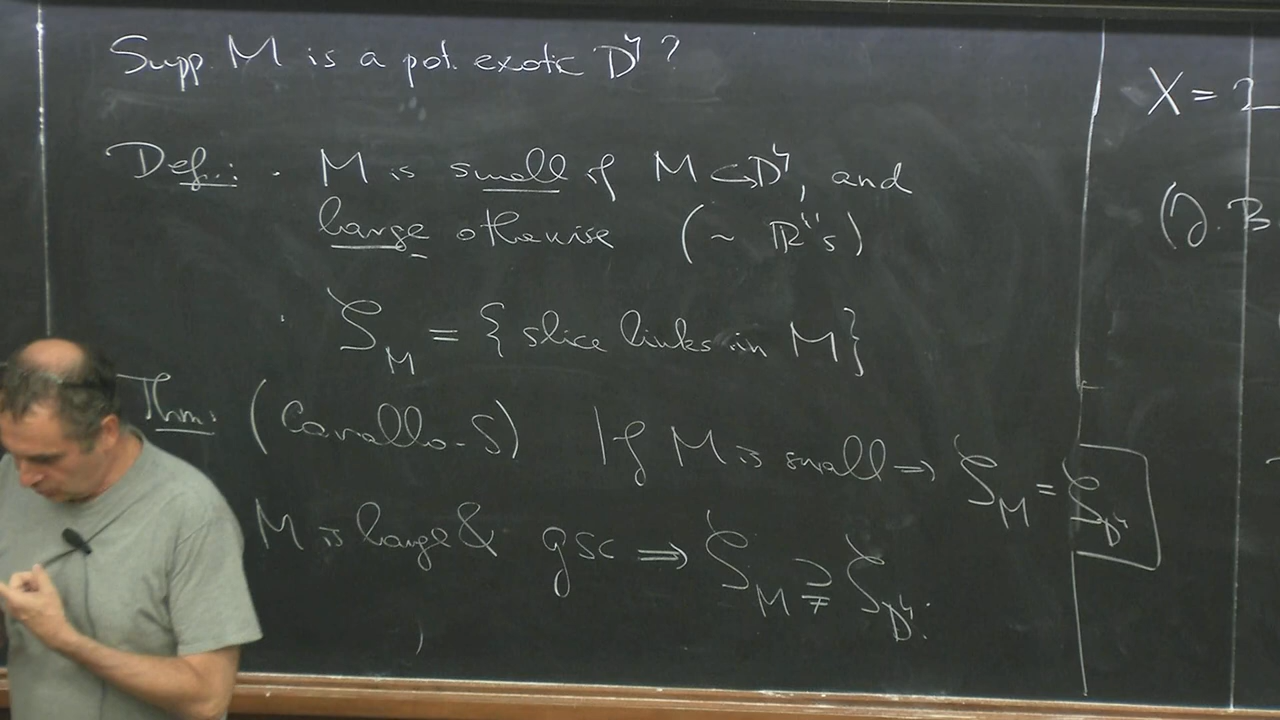 Supp. M is a pot. exotic D⁴?
Def.: . M is small if M ↪ D⁴, and
large otherwise (~ ℝ⁴'s)
S_M = { slice links in M }
Thm: (Cavallo-S) If M is small ⇒ S_M = S_D⁴
M is large & gsc ⇒ S_M ⊋ S_D⁴.
X = 2
(J. B